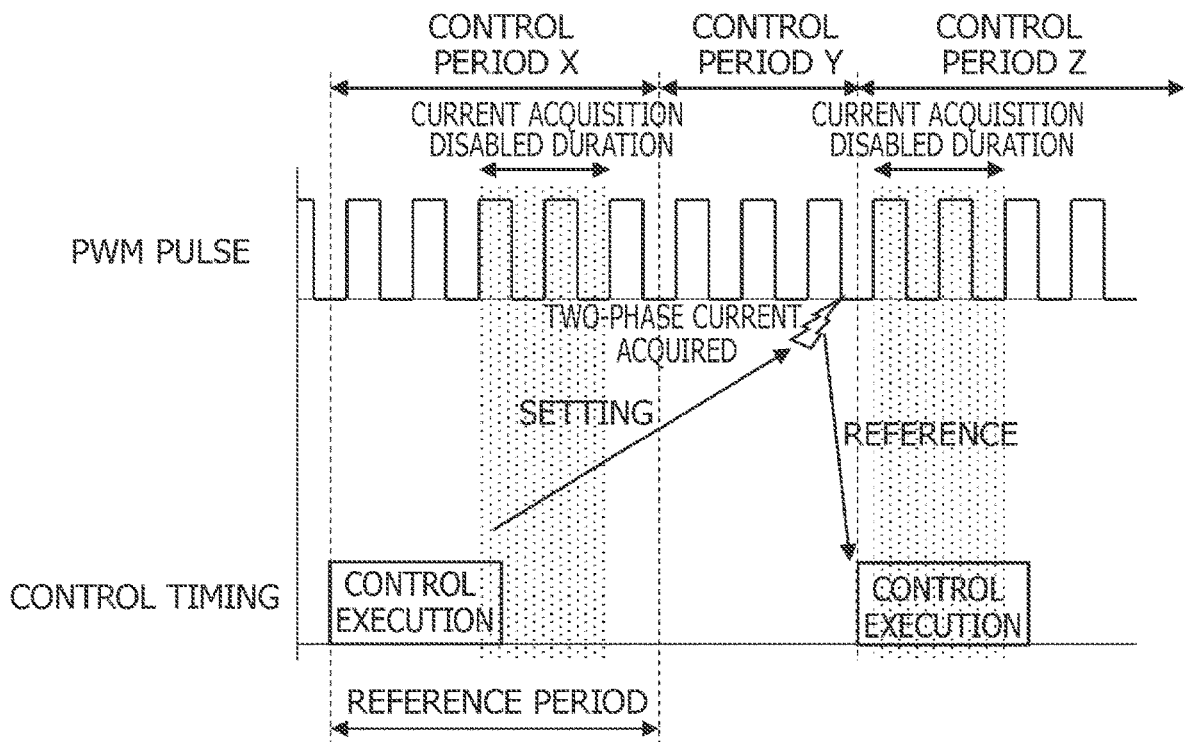 CONTROL
PERIOD X
CONTROL
PERIOD Y
CONTROL
PERIOD Z
CURRENT ACQUISITION
DISABLED DURATION
CURRENT ACQUISITION
DISABLED DURATION
PWM PULSE
TWO-PHASE CURRENT
ACQUIRED
SETTING
REFERENCE
CONTROL TIMING
CONTROL
EXECUTION
CONTROL
EXECUTION
REFERENCE PERIOD